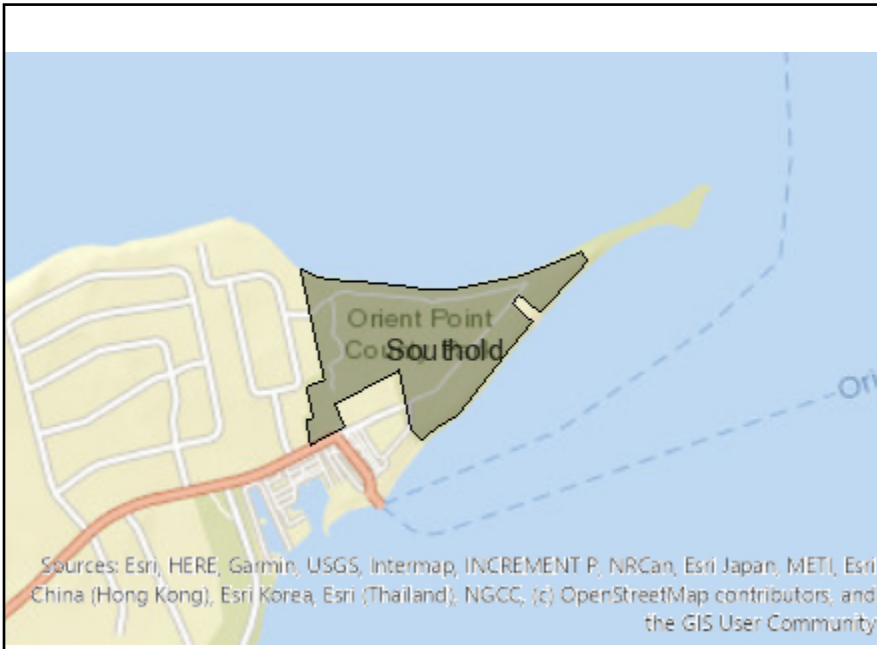 Orient Point
County
Southold
Ori
Sources: Esri, HERE, Garmin, USGS, Intermap, INCREMENT P, NRCan, Esri Japan, METI, Esri
China (Hong Kong), Esri Korea, Esri (Thailand), NGCC, (c) OpenStreetMap contributors, and
the GIS User Community